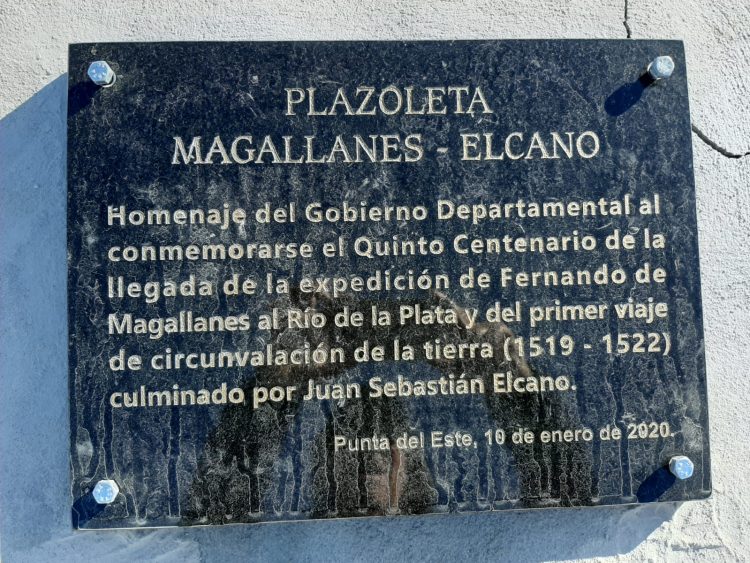 PLAZOLETA
MAGALLANES - ELCANO
Homenaje del Gobierno Departamental al
conmemorarse el Quinto Centenario de la
llegada de la expedición de Fernando de
Magallanes al Río de la Plata y del primer viaje
de circunvalación de la tierra (1519 - 1522)
culminado por Juan Sebastián Elcano.
Punta del Este, 10 de enero de 2020.